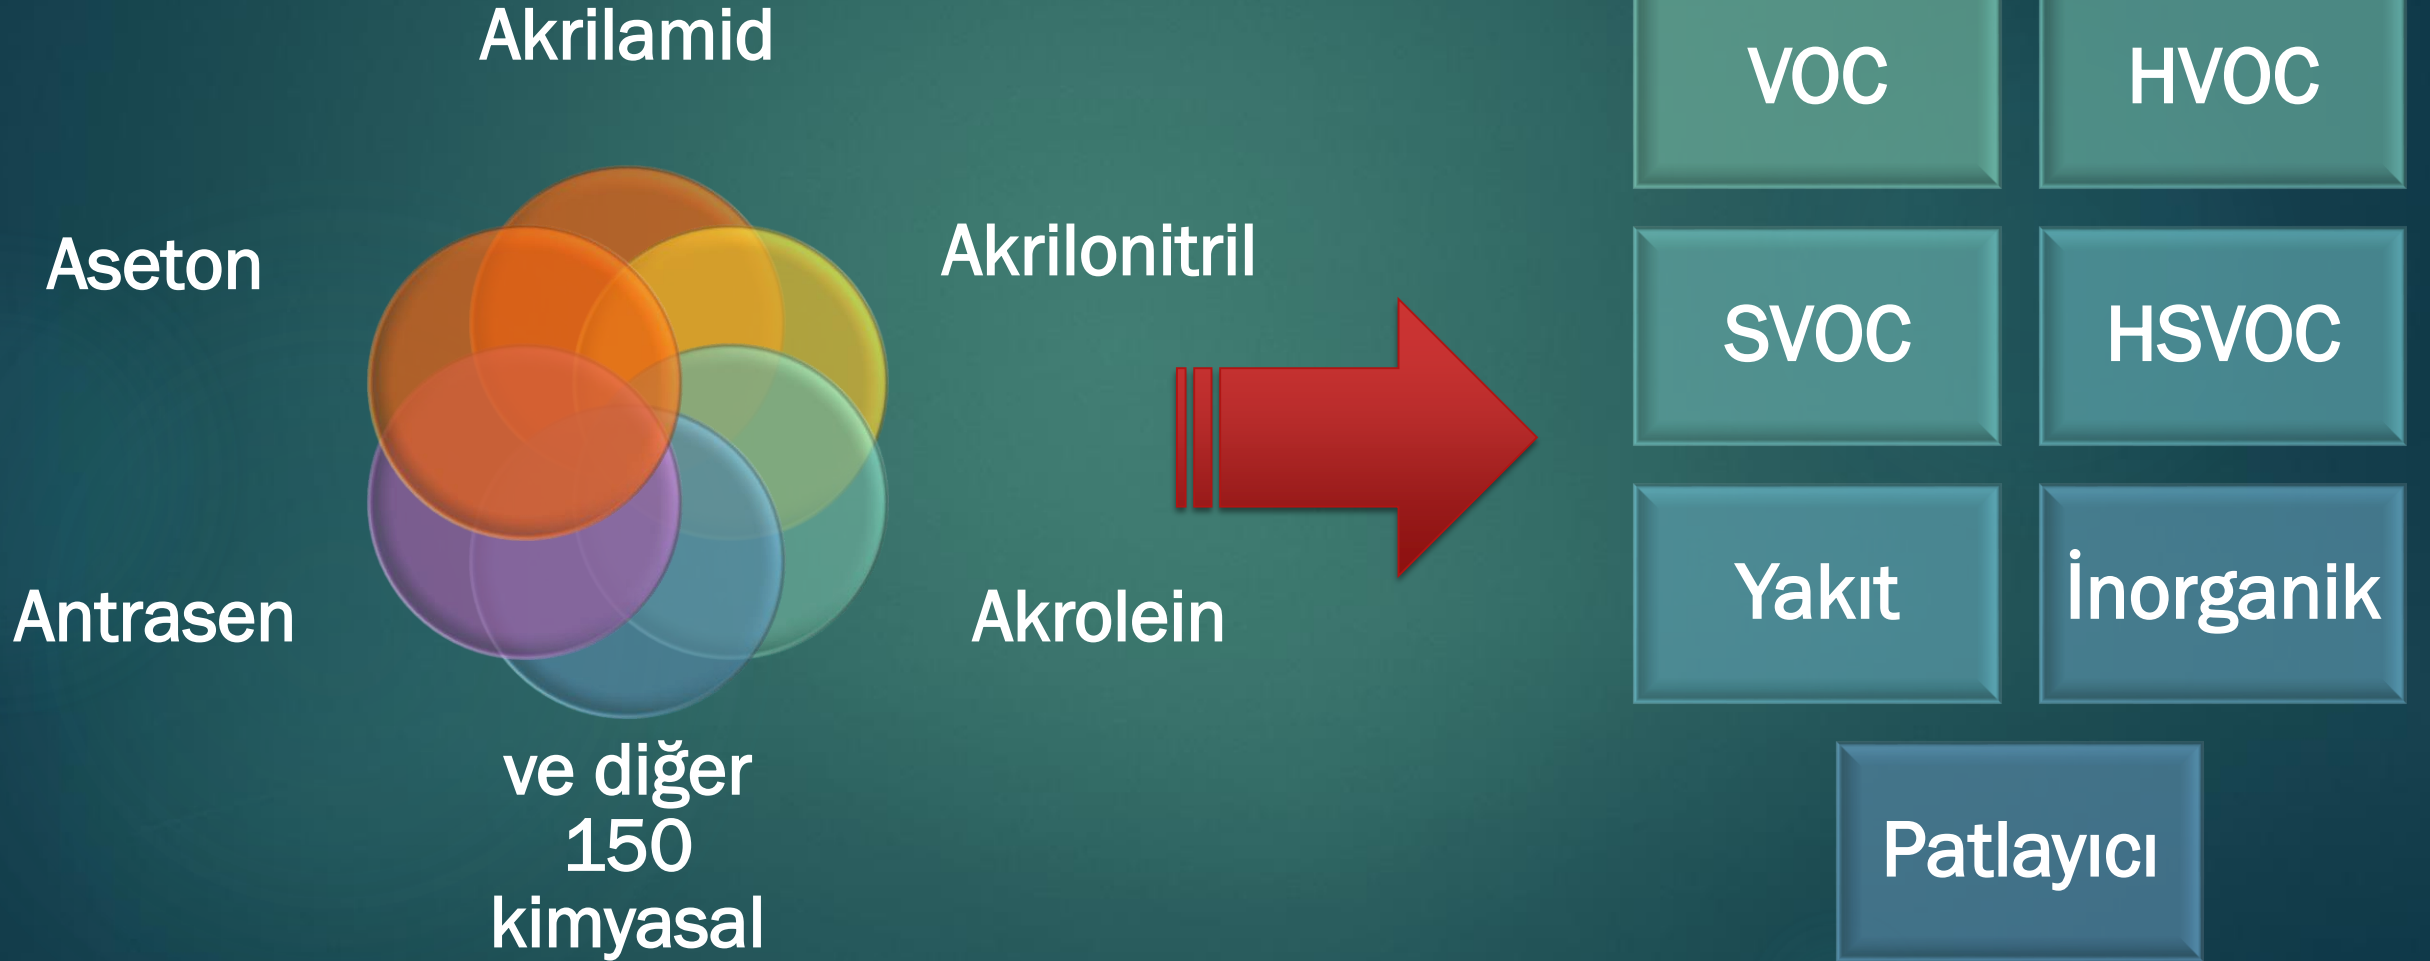 Akrilamid
Aseton
Akrilonitril
Antrasen
Akrolein
ve diğer
150
kimyasal
VOC
HVOC
SVOC
HSVOC
Yakıt
İnorganik
Patlayıcı